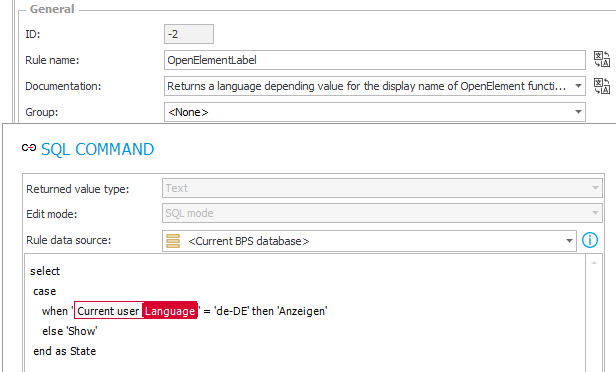 General
ID: -2
Rule name: OpenElementLabel
Documentation: Returns a language depending value for the display name of OpenElement functi...
Group: <None>
SQL COMMAND
Returned value type: Text
Edit mode: SQL mode
Rule data source: <Current BPS database>
select
case
when ' Current user Language ' = 'de-DE' then 'Anzeigen'
else 'Show'
end as State